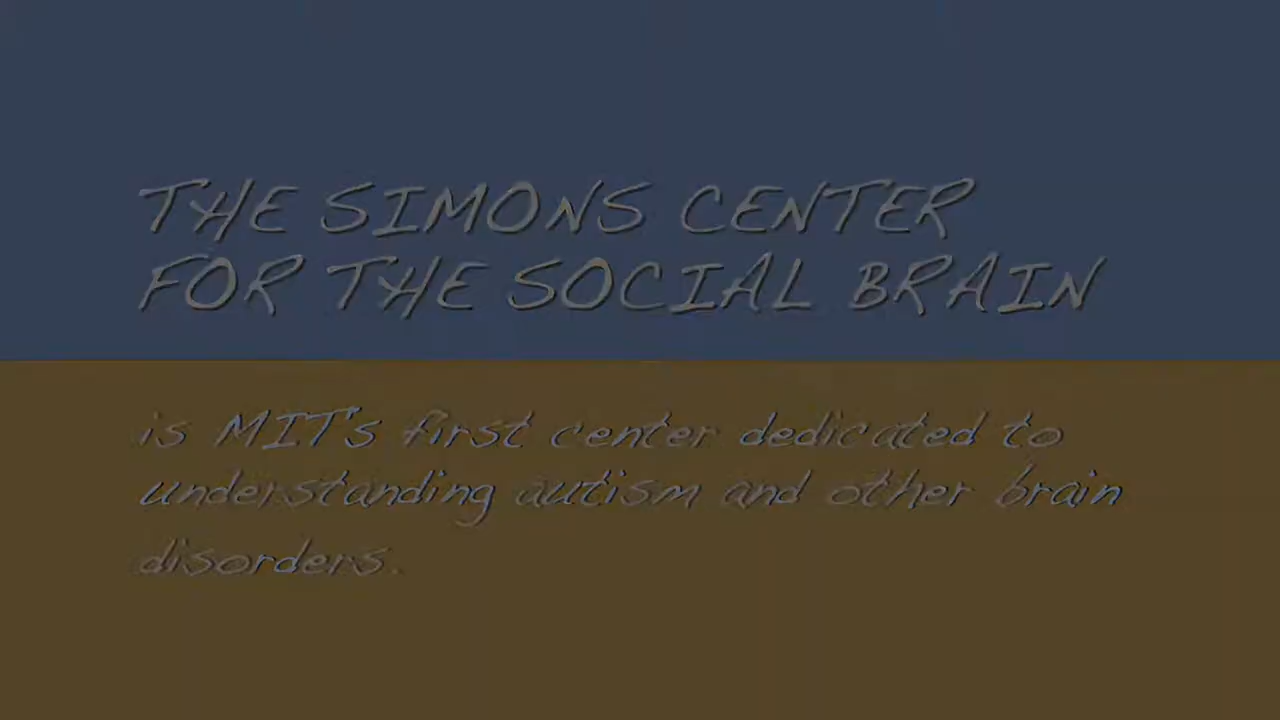 THE SIMONS CENTER
FOR THE SOCIAL BRAIN
is MIT's first center dedicated to
understanding autism and other brain
disorders.